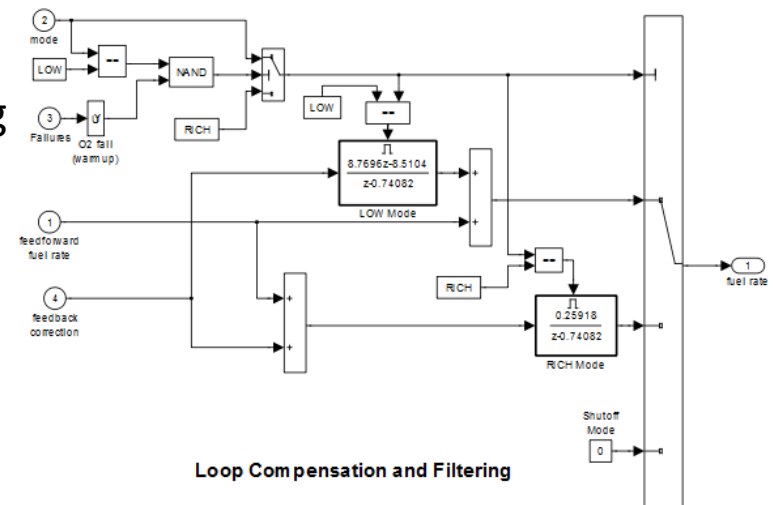 2
mode
--
NAND
LOW
g
3
Failures
O2 fail
(warm up)
RICH
LOW
--
8.7696z-8.5104
z-0.74082
LOW Mode
+
+
1
feedforward
fuel rate
4
feedback
correction
+
+
RICH
--
0.25918
z-0.74082
RICH Mode
1
fuel rate
Shutoff
Mode
0
Loop Compensation and Filtering